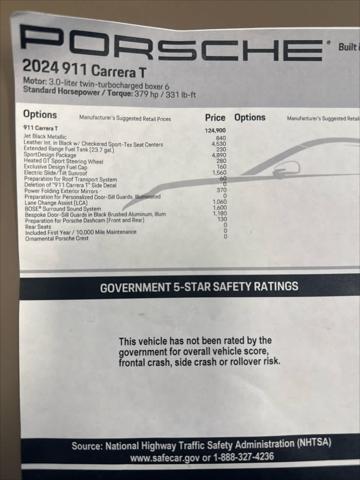 PORSCHE®
Built i
2024 911 Carrera T
Motor: 3.0-liter twin-turbocharged boxer 6
Standard Horsepower / Torque: 379 hp / 331 lb-ft
Options Manufacturer's Suggested Retail Prices Price Options Manufacturer's Suggested Retail
911 Carrera T 124,900
Jet Black Metallic 840
Leather Int. in Black w/ Checkered Sport-Tex Seat Centers 4,530
Extended Range Fuel Tank (23.7 gal.) 230
SportDesign Package 4,890
Heated GT Sport Steering Wheel 280
Exclusive Design Fuel Cap 160
Electric Slide/Tilt Sunroof 1,560
Preparation for Roof Transport System 60
Deletion of "911 Carrera T" Side Decal 0
Power Folding Exterior Mirrors 370
Preparation for Personalized Door-Sill Guards, Illuminated 0
Lane Change Assist (LCA) 1,060
BOSE® Surround Sound System 1,600
Bespoke Door-Sill Guards in Black Brushed Aluminum, Illum 1,180
Preparation for Porsche Dashcam (Front and Rear) 130
Rear Seats 0
Included First Year / 10,000 Mile Maintenance 0
Ornamental Porsche Crest 0
GOVERNMENT 5-STAR SAFETY RATINGS
This vehicle has not been rated by the
government for overall vehicle score,
frontal crash, side crash or rollover risk.
Source: National Highway Traffic Safety Administration (NHTSA)
www.safecar.gov or 1-888-327-4236